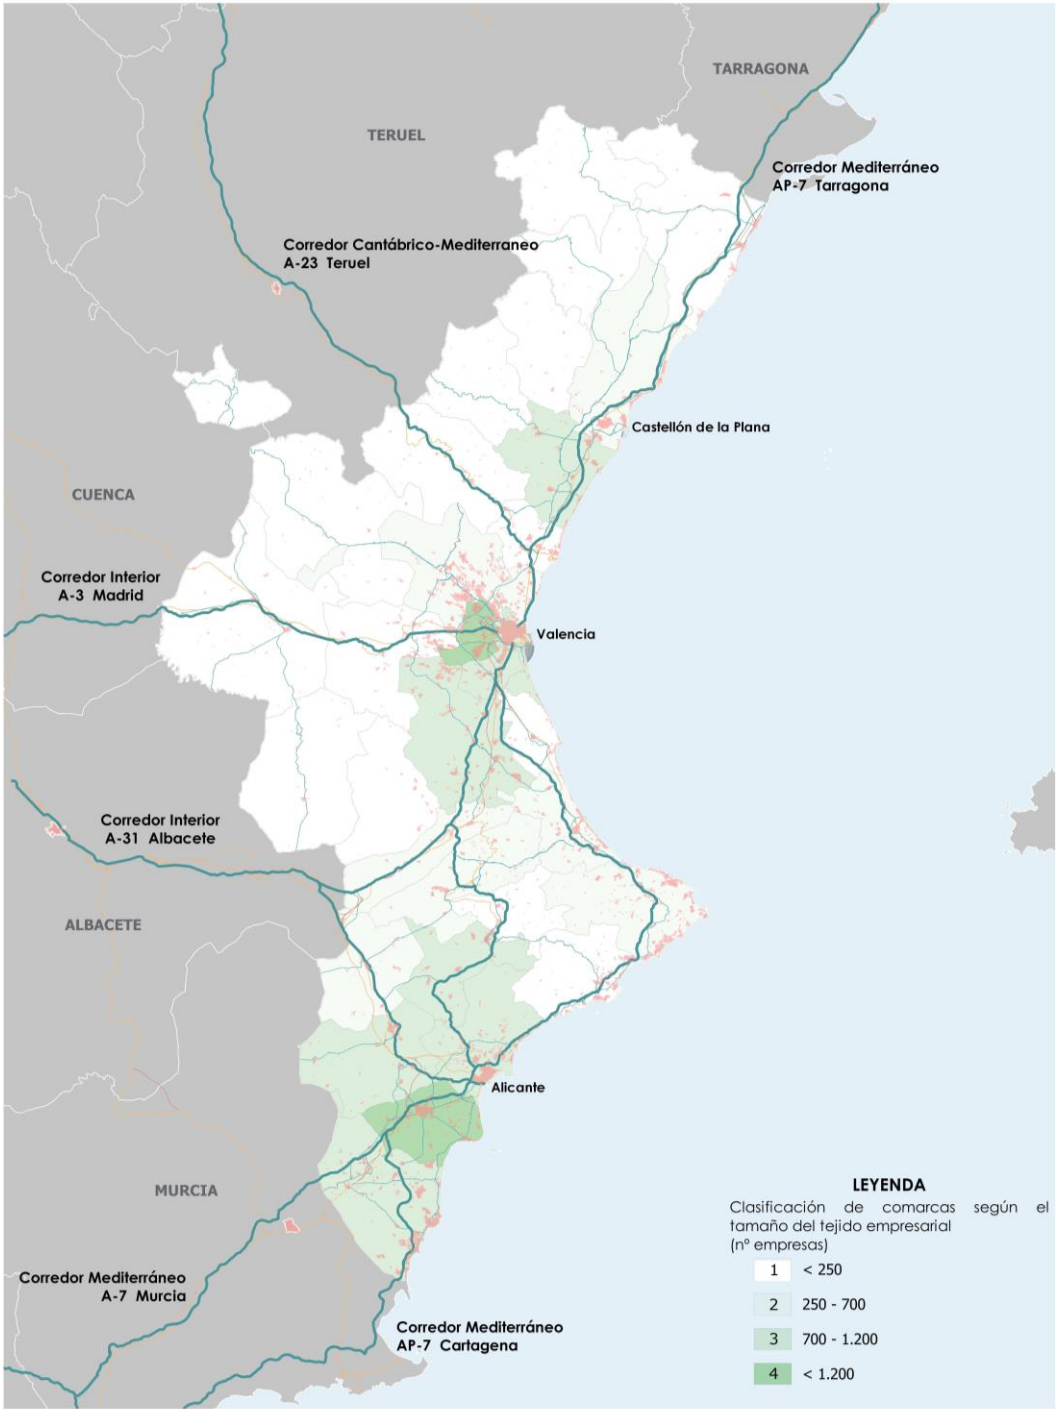 TARRAGONA
TERUEL
Corredor Mediterráneo
AP-7 Tarragona
Corredor Cantábrico-Mediterraneo
A-23 Teruel
Castellón de la Plana
CUENCA
Corredor Interior
A-3 Madrid
Valencia
Corredor Interior
A-31 Albacete
ALBACETE
Alicante
MURCIA
LEYENDA
Clasificación de comarcas según el
tamaño del tejido empresarial
(nº empresas)
1 < 250
2 250 - 700
3 700 - 1.200
4 < 1.200
Corredor Mediterráneo
A-7 Murcia
Corredor Mediterráneo
AP-7 Cartagena